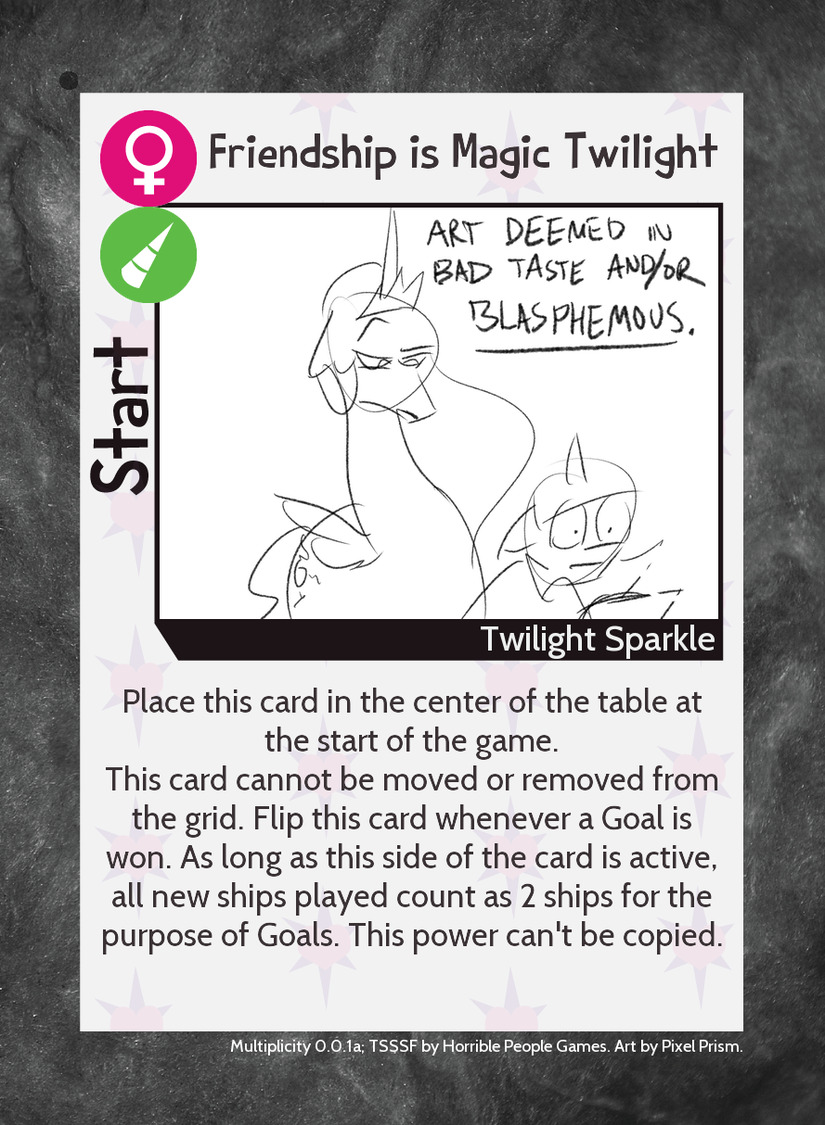 Friendship is Magic Twilight
ART DEEMED IN
BAD TASTE AND/OR
BLASPHEMOUS.
Start
Twilight Sparkle
Place this card in the center of the table at
the start of the game.
This card cannot be moved or removed from
the grid. Flip this card whenever a Goal is
won. As long as this side of the card is active,
all new ships played count as 2 ships for the
purpose of Goals. This power can't be copied.
Multiplicity 0.0.1a; TSSSF by Horrible People Games. Art by Pixel Prism.